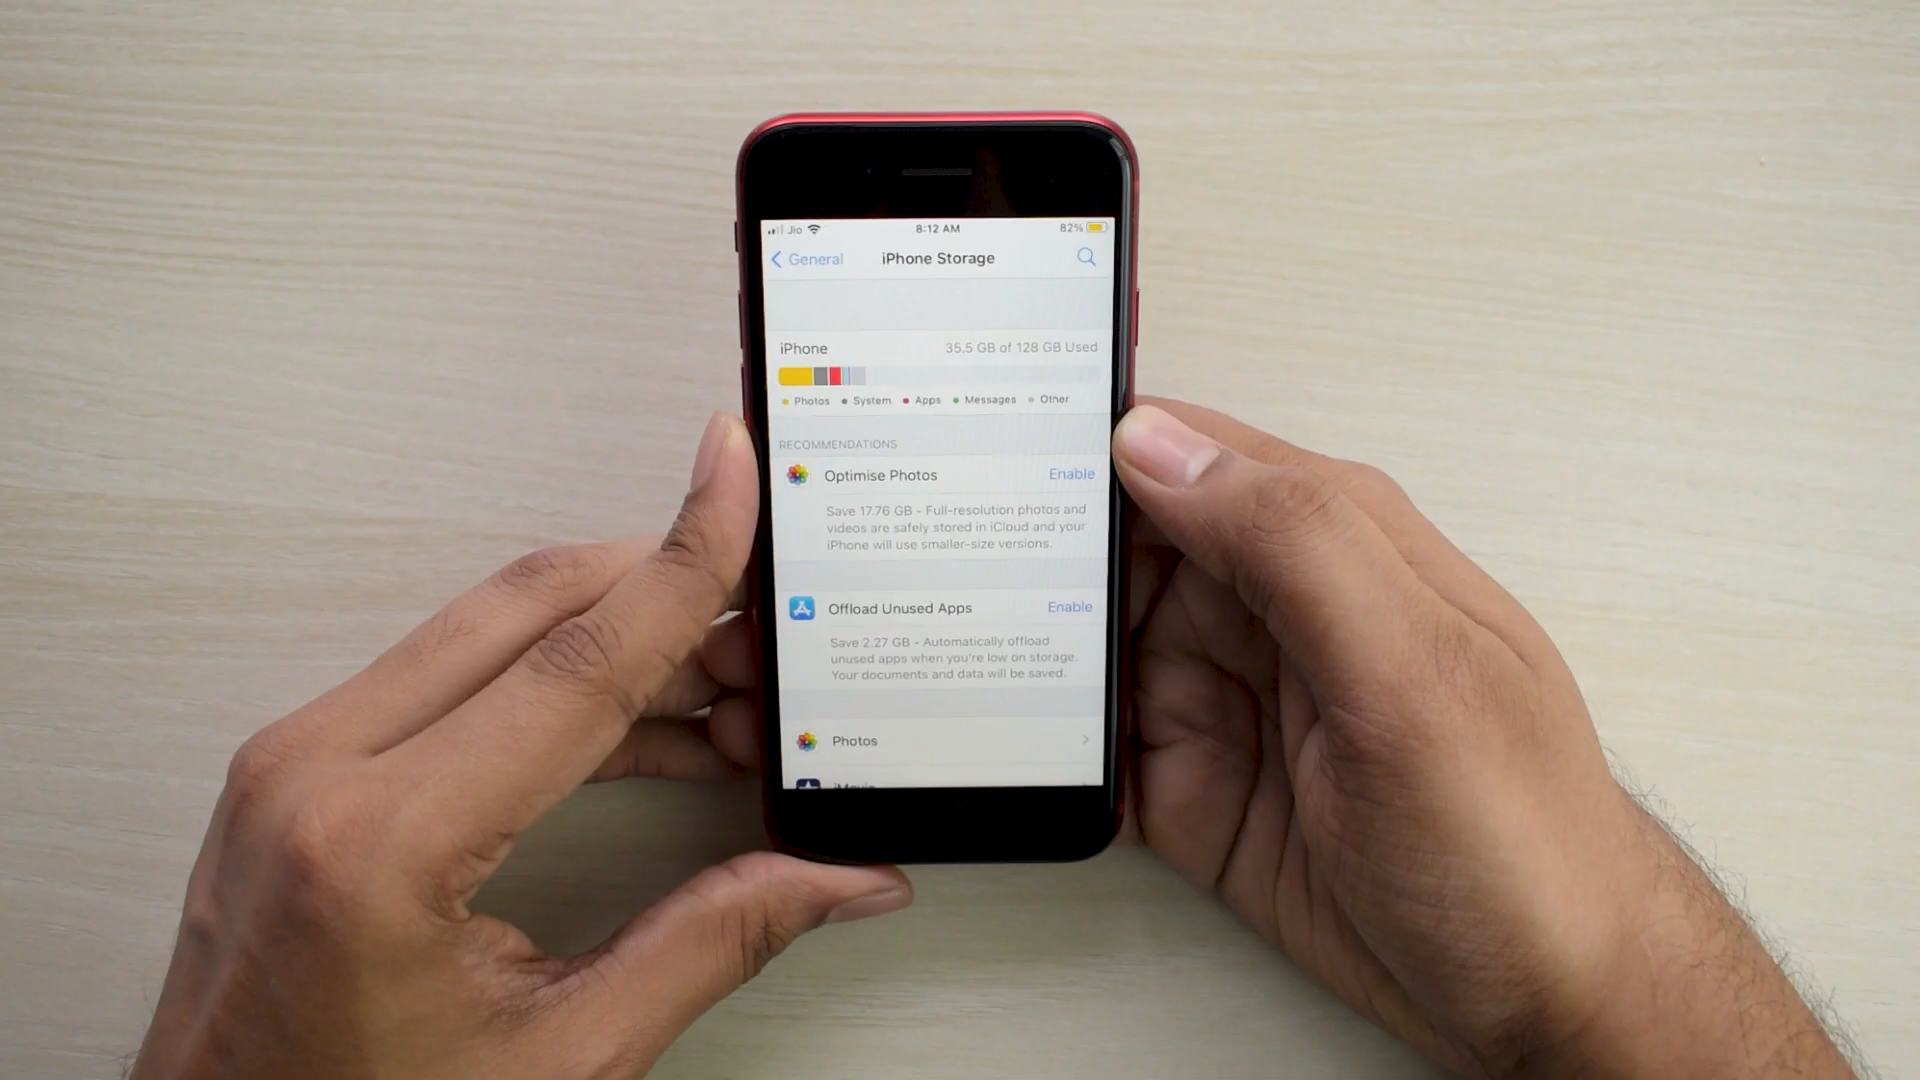 Jio 8:12 AM 82%
General iPhone Storage
iPhone 35.5 GB of 128 GB Used
Photos System Apps Messages Other
RECOMMENDATIONS
Optimise Photos Enable
Save 17.76 GB - Full-resolution photos and
videos are safely stored in iCloud and your
iPhone will use smaller-size versions.
Offload Unused Apps Enable
Save 2.27 GB - Automatically offload
unused apps when you're low on storage.
Your documents and data will be saved.
Photos
iMovie